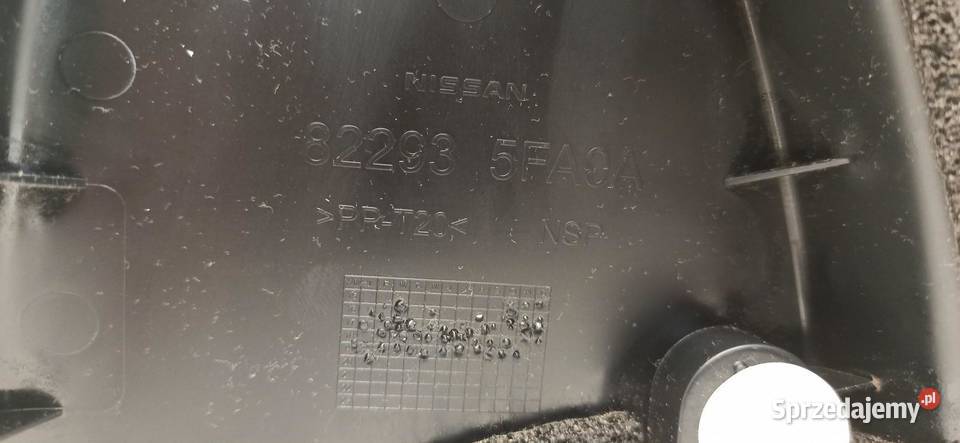 NISSAN
82293 5FA0A
>PP-T20< NSP
Sprzedajemy.pl